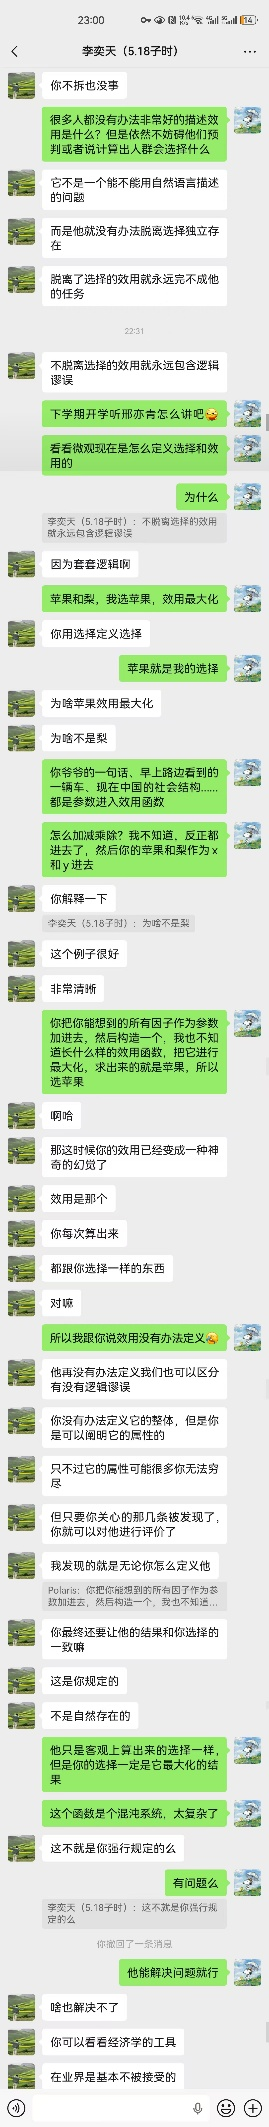 23:00
14
李奕天（5.18子时）
你不拆也没事
很多人都没有办法非常好的描述效
用是什么？但是依然不妨碍他们预
判或者说计算出人群会选择什么
它不是一个能不能用自然语言描述
的问题
而是他就没有办法脱离选择独立存
在
脱离了选择的效用就永远完不成他
的任务
22:31
不脱离选择的效用就永远包含逻辑
谬误
下学期开学听邢亦肯怎么讲吧
看看微观现在是怎么定义选择和效
用的
为什么
李奕天（5.18子时）：不脱离选择的效用
就永远包含逻辑谬误
因为套套逻辑啊
苹果和梨，我选苹果，效用最大化
你用选择定义选择
苹果就是我的选择
为啥苹果效用最大化
为啥不是梨
你爷爷的一句话、早上路边看到的
一辆车、现在中国的社会结构……
都是参数进入效用函数
怎么加减乘除？我不知道，反正都
进去了，然后你的苹果和梨作为x
和y进去
你解释一下
李奕天（5.18子时）：为啥不是梨
这个例子很好
非常清晰
你把你能想到的所有因子作为参数
加进去，然后构造一个，我也不知
道长什么样的效用函数，把它进行
最大化，求出来的就是苹果，所以
选苹果
啊哈
那这时候你的效用已经变成一种神
奇的幻觉了
效用是那个
你每次算出来
都跟你选择一样的东西
对嘛
所以我跟你说效用没有办法定义
他再没有办法定义我们也可以区分
有没有逻辑谬误
你没有办法定义它的整体，但是你
是可以阐明它的属性的
只不过它的属性可能很多你无法穷
尽
但只要你关心的那几条被发现了，
你就可以对他进行评价了
我发现的就是无论你怎么定义他
Polaris：你把你能想到的所有因子作为参
数加进去，然后构造一个，我也不知道…
你最终还要让他的结果和你选择的
一致嘛
这是你规定的
不是自然存在的
他只是客观上算出来的选择一样，
但是你的选择一定是它最大化的结
果
这个函数是个混沌系统，太复杂了
这不就是你强行规定的么
有问题么
李奕天（5.18子时）：这不就是你强行规
定的么
你撤回了一条消息
他能解决问题就行
啥也解决不了
你可以看看经济学的工具
在业界是基本不被接受的